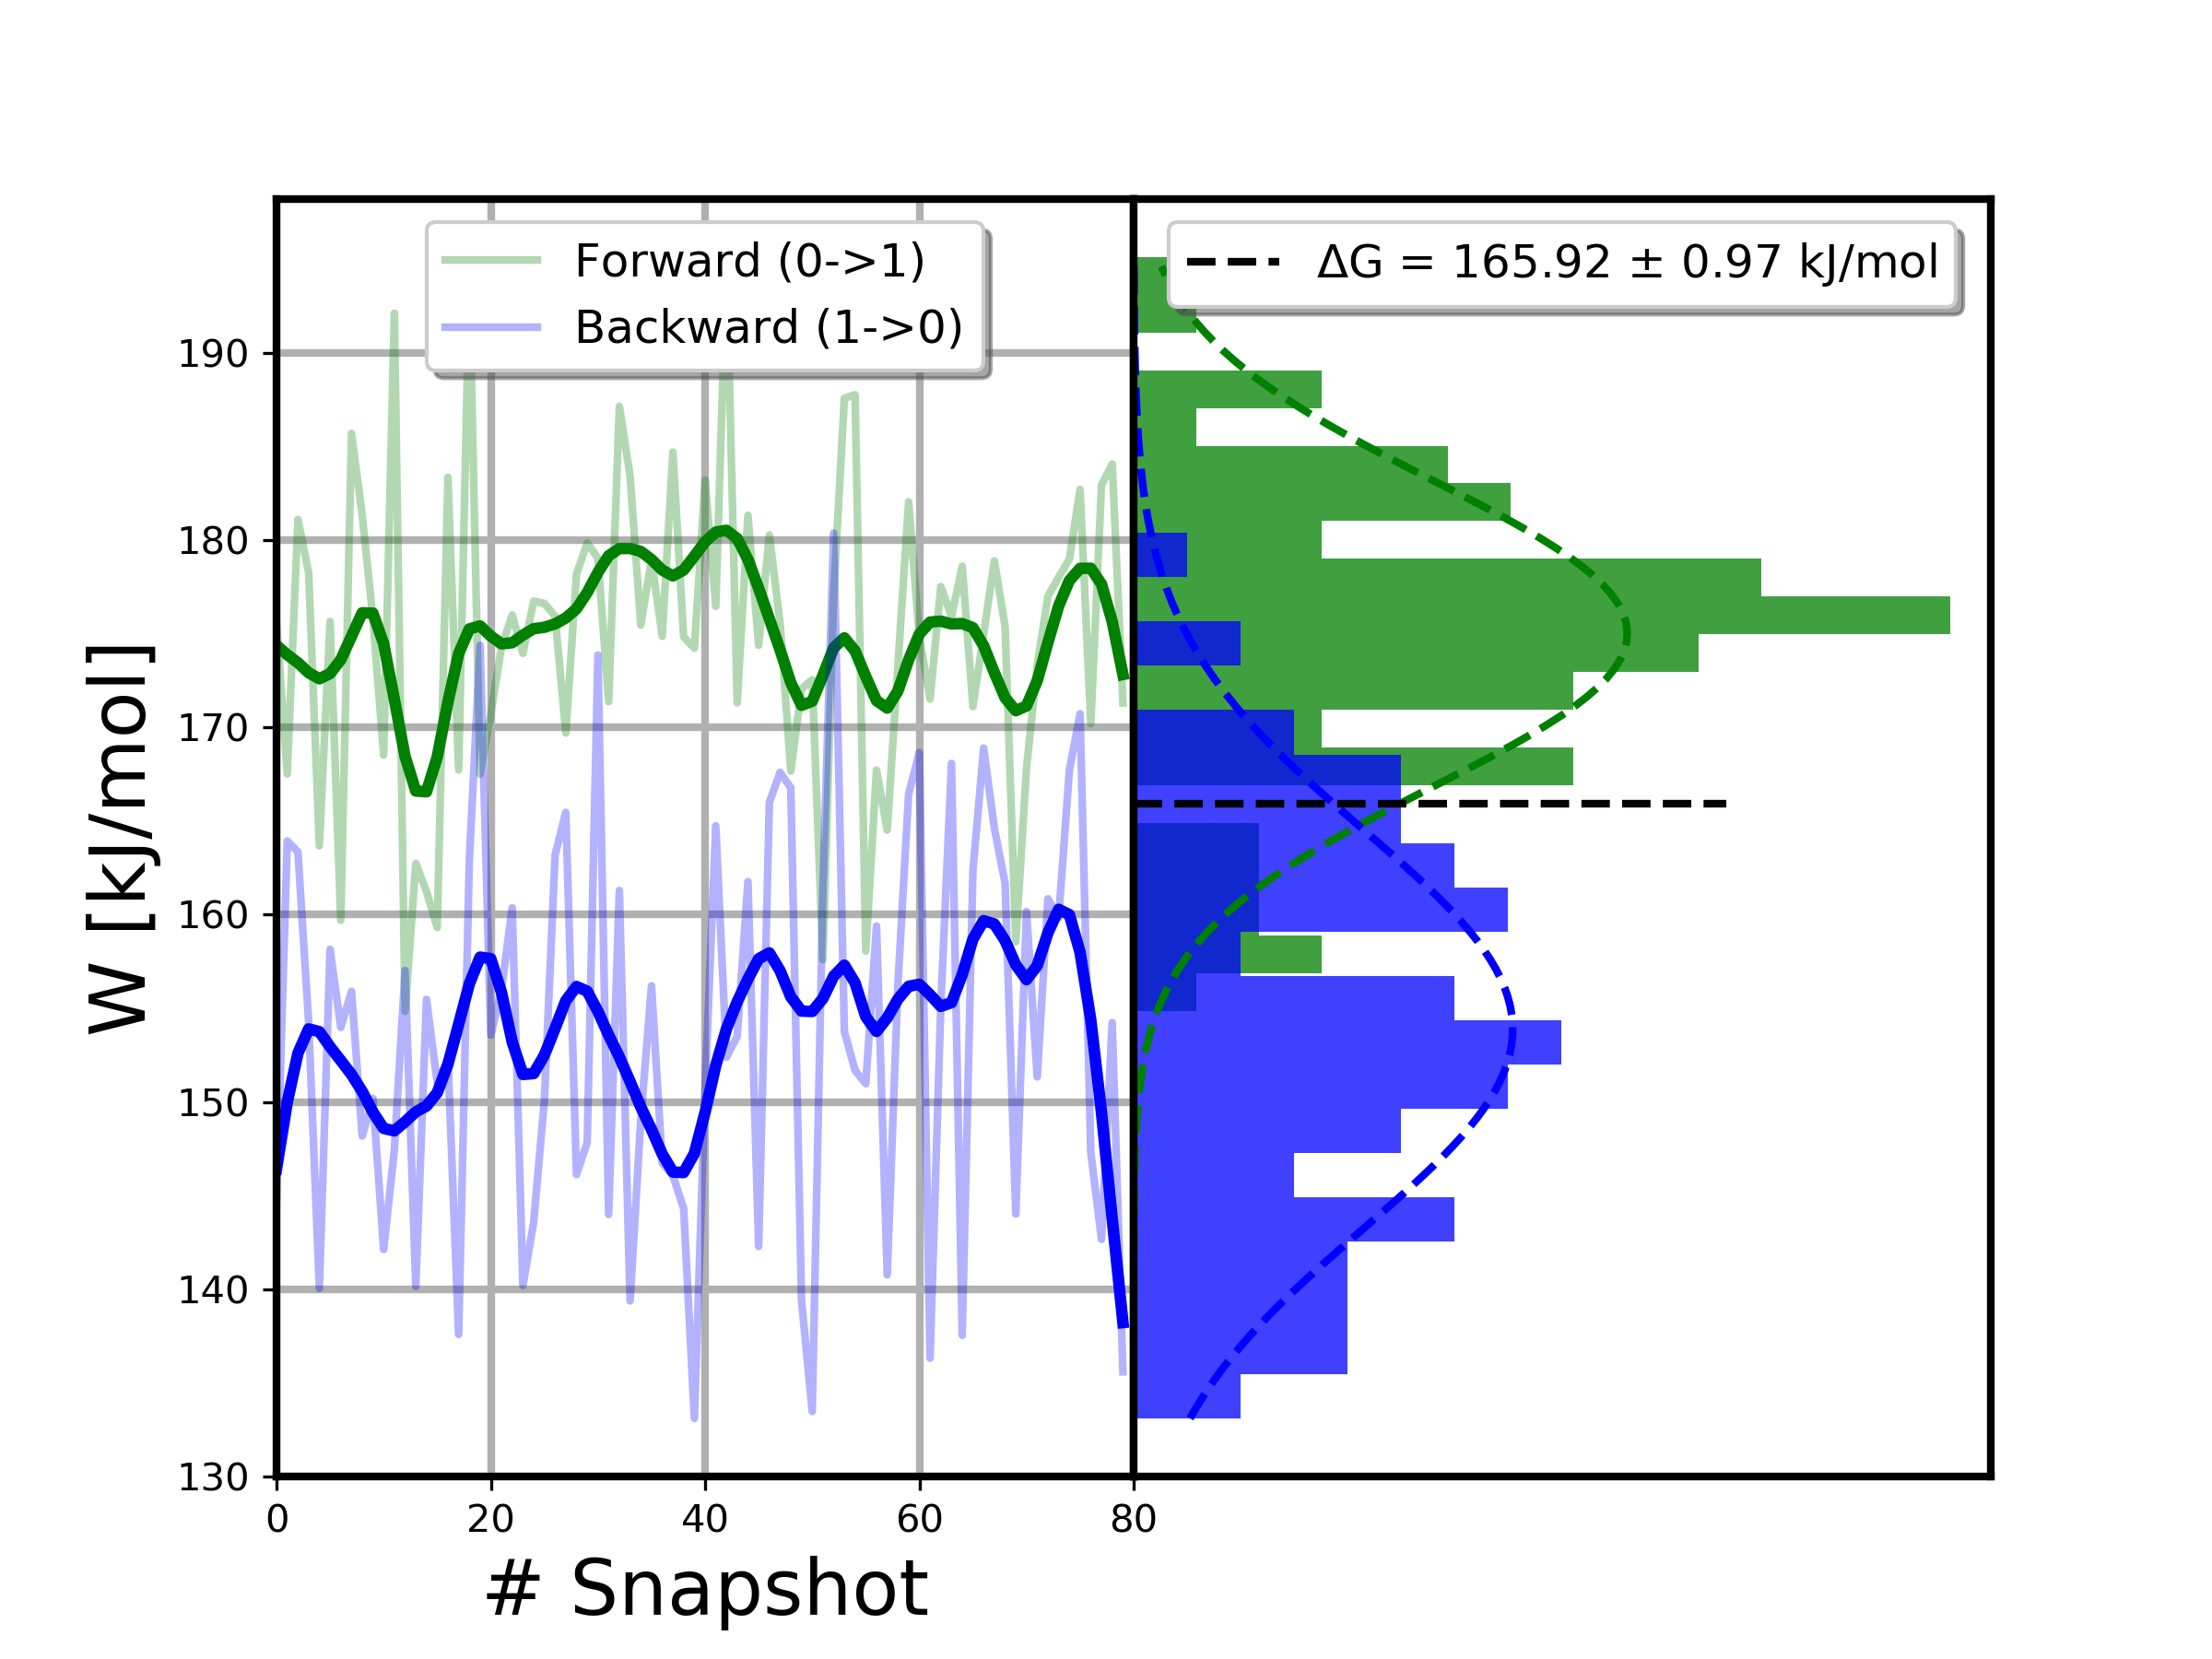 Forward (0->1)
Backward (1->0)
ΔG = 165.92 ± 0.97 kJ/mol
W [kJ/mol]
190
180
170
160
150
140
130
0 20 40 60 80
# Snapshot